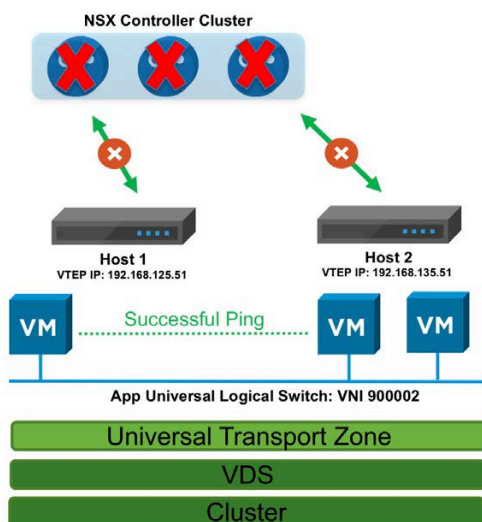 NSX Controller Cluster
Host 1
VTEP IP: 192.168.125.51
Host 2
VTEP IP: 192.168.135.51
VM
Successful Ping
VM
VM
App Universal Logical Switch: VNI 900002
Universal Transport Zone
VDS
Cluster